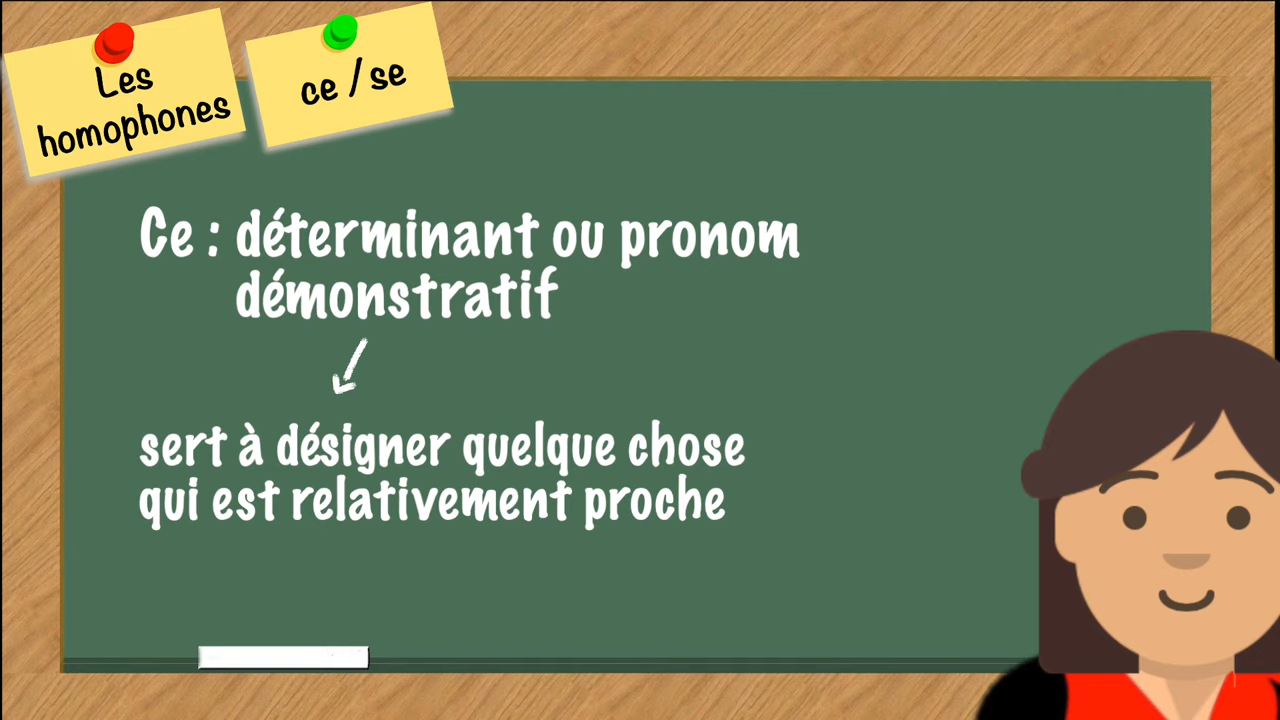 Les
homophones
ce / se
Ce : déterminant ou pronom
démonstratif
sert à désigner quelque chose
qui est relativement proche